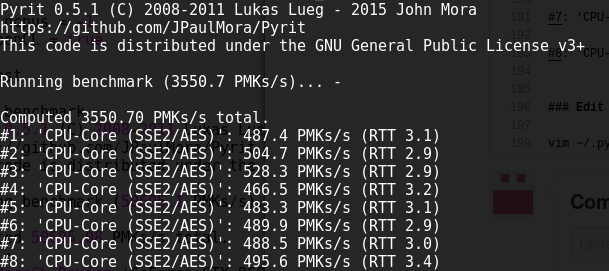 Pyrit 0.5.1 (C) 2008-2011 Lukas Lueg - 2015 John Mora
https://github.com/JPaulMora/Pyrit
This code is distributed under the GNU General Public License v3+
Running benchmark (3550.7 PMKs/s)... -
Computed 3550.70 PMKs/s total.
#1: 'CPU-Core (SSE2/AES)': 487.4 PMKs/s (RTT 3.1)
#2: 'CPU-Core (SSE2/AES)': 504.7 PMKs/s (RTT 2.9)
#3: 'CPU-Core (SSE2/AES)': 528.3 PMKs/s (RTT 2.9)
#4: 'CPU-Core (SSE2/AES)': 466.5 PMKs/s (RTT 3.2)
#5: 'CPU-Core (SSE2/AES)': 483.3 PMKs/s (RTT 3.1)
#6: 'CPU-Core (SSE2/AES)': 489.9 PMKs/s (RTT 2.9)
#7: 'CPU-Core (SSE2/AES)': 488.5 PMKs/s (RTT 3.0)
#8: 'CPU-Core (SSE2/AES)': 495.6 PMKs/s (RTT 3.4)
191 #7: 'CPU-
193 #8: 'CPU-
194
195
196 ### Edit
197
198 vim ~/.py
Com